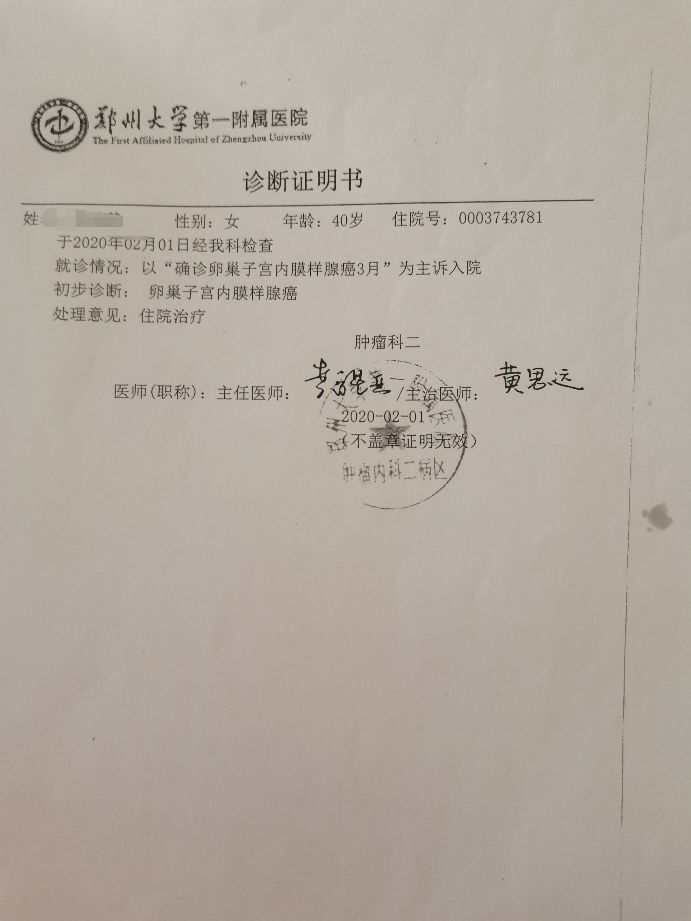 郑州大学第一附属医院
The First Affiliated Hospital of Zhengzhou University
诊断证明书
姓 性别：女 年龄：40岁 住院号：0003743781
于2020年02月01日经我科检查
就诊情况：以“确诊卵巢子宫内膜样腺癌3月”为主诉入院
初步诊断： 卵巢子宫内膜样腺癌
处理意见：住院治疗
肿瘤科二
医师(职称)：主任医师： /主治医师： 黄思远
2020-02-01
(不盖章证明无效)
肿瘤内科二病区